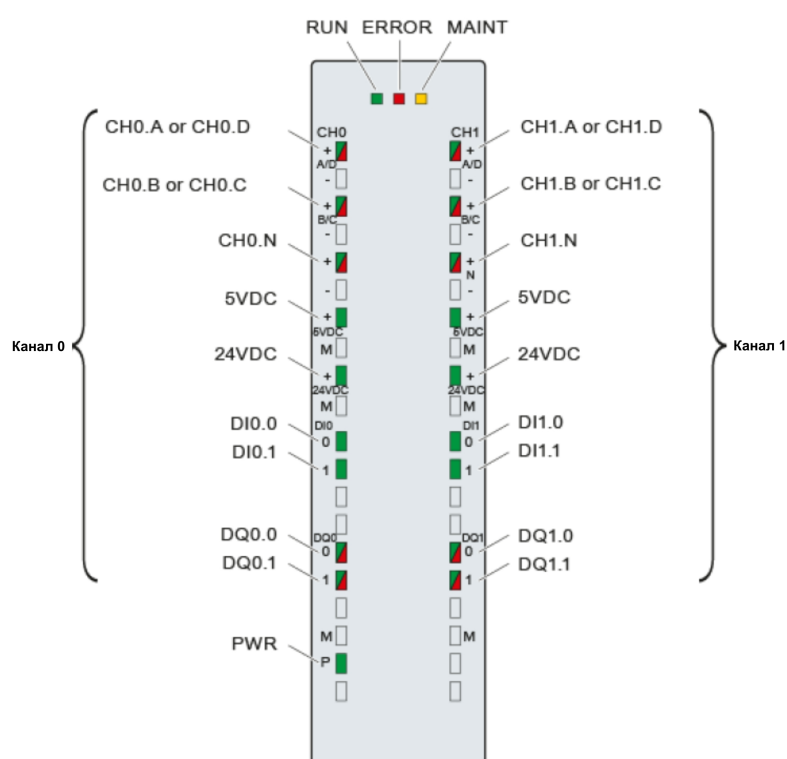 RUN ERROR MAINT
CH0 CH1
CH0.A or CH0.D + + CH1.A or CH1.D
A/D A/D
- -
CH0.B or CH0.C + + CH1.B or CH1.C
B/C B/C
- -
CH0.N + + CH1.N
N
- -
5VDC + + 5VDC
5VDC 5VDC
Канал 0 M M Канал 1
24VDC + + 24VDC
24VDC 24VDC
M M
DI0 DI1
DI0.0 0 0 DI1.0
DI0.1 1 1 DI1.1
DQ0 DQ1
DQ0.0 0 0 DQ1.0
DQ0.1 1 1 DQ1.1
M M
PWR P